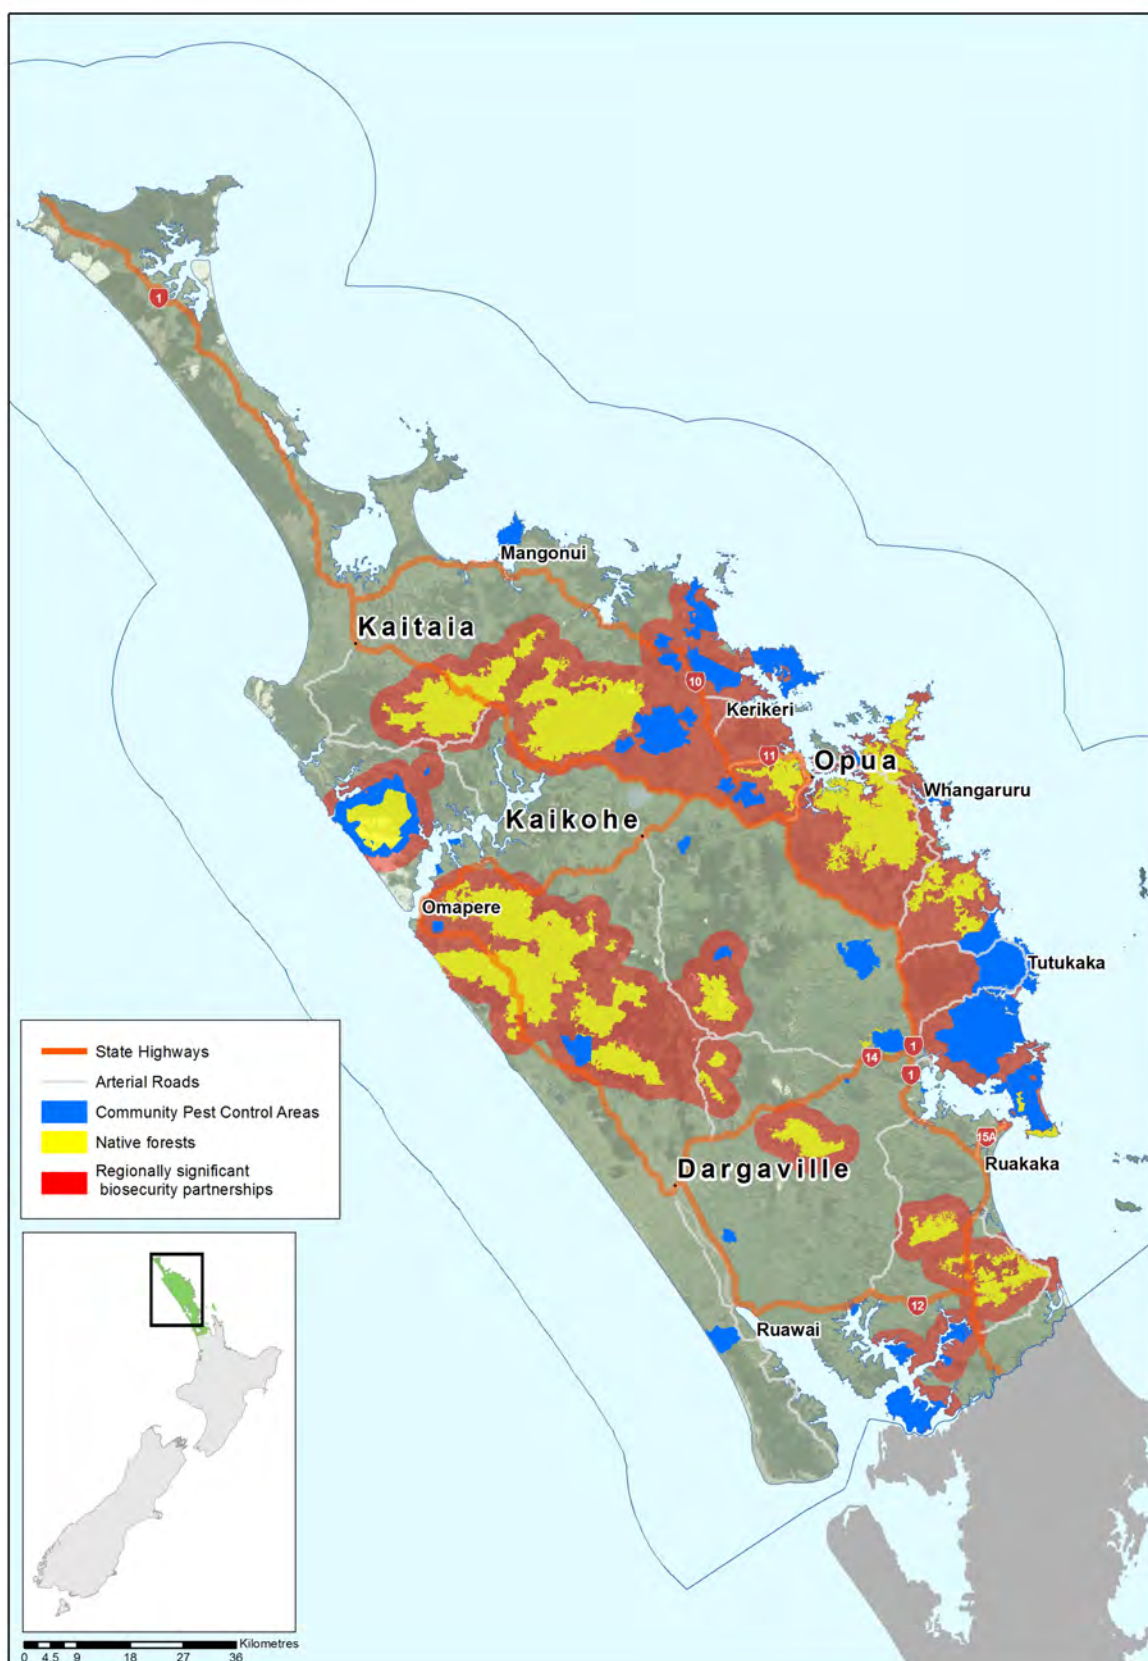 1
Mangonui
Kaitaia
10
Kerikeri
11
Opua
Whangaruru
Kaikohe
Omapere
Tutukaka
1
14
1
15A
Ruakaka
Dargaville
12
Ruawai
State Highways
Arterial Roads
Community Pest Control Areas
Native forests
Regionally significant
biosecurity partnerships
Kilometres
0 4.5 9 18 27 36